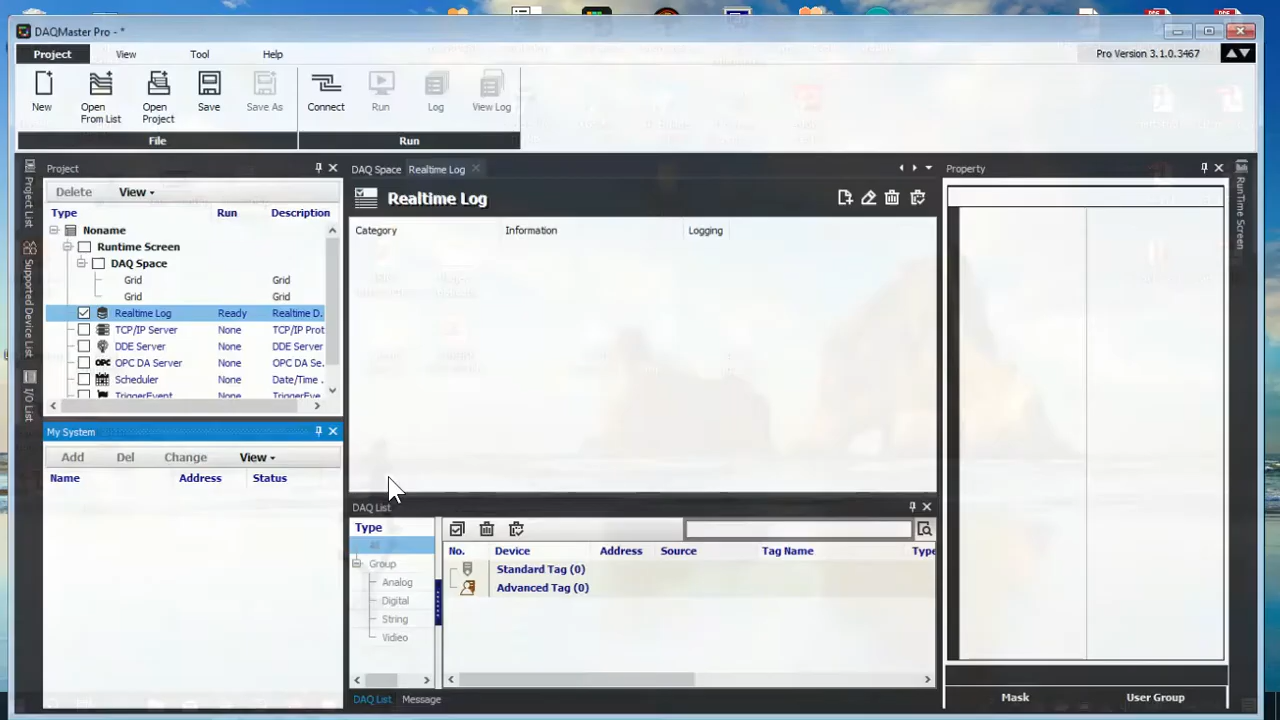 DAQMaster Pro - *
Project View Tool Help
Pro Version 3.1.0.3467
New Open From List Open Project Save Save As Connect Run Log View Log
File Run
Project List
Supported Device List
I/O List
Project
Delete View
Type Run Description
Noname
Runtime Screen
DAQ Space
Grid Grid
Grid Grid
Realtime Log Ready Realtime D.
TCP/IP Server None TCP/IP Prot
DDE Server None DDE Server
OPC OPC DA Server None OPC DA Se.
Scheduler None Date/Time .
TriggerEvent None TriggerEve
My System
Add Del Change View
Name Address Status
DAQ Space Realtime Log
Realtime Log
Category Information Logging
DAQ List
Type
All
Group
Analog
Digital
String
Video
No. Device Address Source Tag Name Type
Standard Tag (0)
Advanced Tag (0)
DAQ List Message
Property
Mask User Group
RunTime Screen